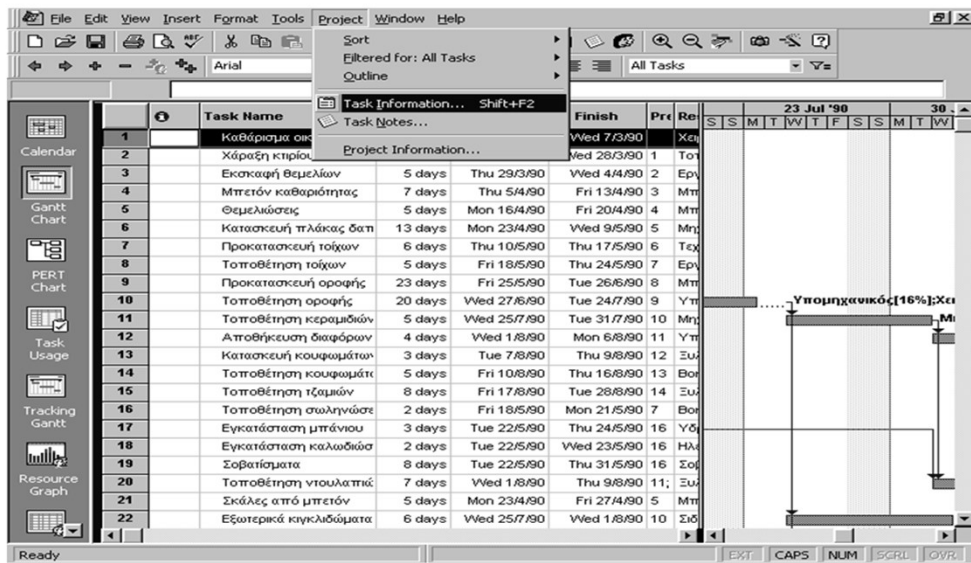 File Edit View Insert Format Tools Project Window Help
Sort
Filtered for: All Tasks
Outline
Task Information... Shift+F2
Task Notes...
Project Information...
Arial All Tasks
Task Name Finish 23 Jul '90 30
S S M T W T F S S M T W
Calendar
Gantt Chart
PERT Chart
Task Usage
Tracking Gantt
Resource Graph
1 Καθάρισμα Wed 7/3/90
2 Χάραξη κτιρίου Wed 28/3/90 1
3 Εκσκαφή θεμελίων 5 days Thu 29/3/90 Wed 4/4/90 2
4 Μπετόν καθαριότητας 7 days Thu 5/4/90 Fri 13/4/90 3
5 Θεμελιώσεις 5 days Mon 16/4/90 Fri 20/4/90 4
6 Κατασκευή πλάκας δαπ 13 days Mon 23/4/90 Wed 9/5/90 5
7 Προκατασκευή τοίχων 6 days Thu 10/5/90 Thu 17/5/90 6
8 Τοποθέτηση τοίχων 5 days Fri 18/5/90 Thu 24/5/90 7
9 Προκατασκευή οροφής 23 days Fri 25/5/90 Tue 26/6/90 8
10 Τοποθέτηση οροφής 20 days Wed 27/6/90 Tue 24/7/90 9 Υπομηχανικός[16%];Χει
11 Τοποθέτηση κεραμιδιών 5 days Wed 25/7/90 Tue 31/7/90 10
12 Αποθήκευση διαφόρων 4 days Wed 1/8/90 Mon 6/8/90 11
13 Κατασκευή κουφωμάτων 3 days Tue 7/8/90 Thu 9/8/90 12
14 Τοποθέτηση κουφωμάτο 5 days Fri 10/8/90 Thu 16/8/90 13
15 Τοποθέτηση τζαμιών 8 days Fri 17/8/90 Tue 28/8/90 14
16 Τοποθέτηση σωληνώσε 2 days Fri 18/5/90 Mon 21/5/90 7
17 Εγκατάσταση μπάνιου 3 days Tue 22/5/90 Thu 24/5/90 16
18 Εγκατάσταση καλωδιώσ 2 days Tue 22/5/90 Wed 23/5/90 16
19 Σοβατίσματα 8 days Tue 22/5/90 Thu 31/5/90 16
20 Τοποθέτηση ντουλαπιώ 7 days Wed 1/8/90 Thu 9/8/90 11;
21 Σκάλες από μπετόν 5 days Mon 23/4/90 Fri 27/4/90 5
22 Εξωτερικά κιγκλιδώματα 6 days Wed 25/7/90 Wed 1/8/90 10
Ready EXT CAPS NUM SCRL OVR